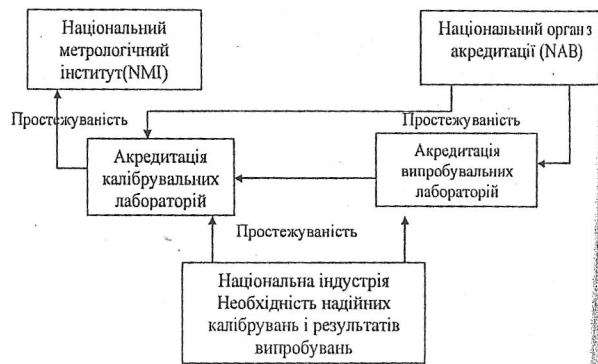 Національний
метрологічний
інститут(NMI)
Національний орган з
акредитації (NAB)
Простежуваність
Простежуваність
Акредитація
калібрувальних
лабораторій
Акредитація
випробувальних
лабораторій
Простежуваність
Національна індустрія
Необхідність надійних
калібрувань і результатів
випробувань